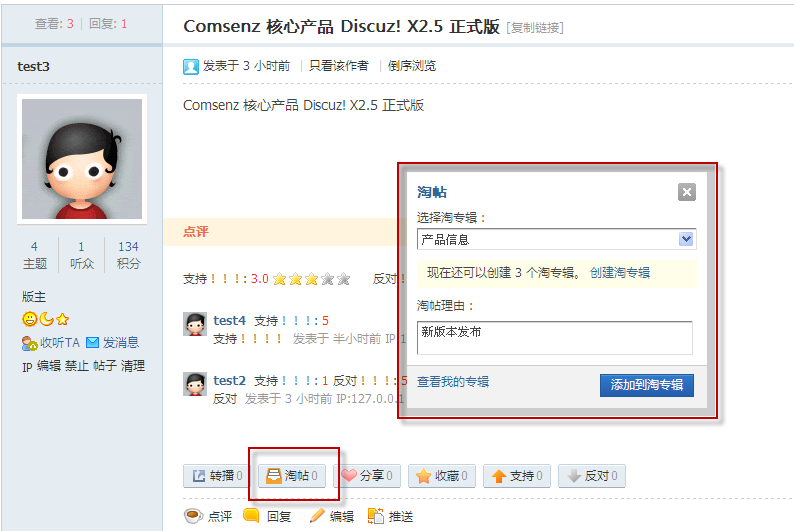 查看: 3 | 回复: 1
Comsenz 核心产品 Discuz! X2.5 正式版 [复制链接]
test3
发表于 3 小时前 | 只看该作者 | 倒序浏览
Comsenz 核心产品 Discuz! X2.5 正式版
4 主题
1 听众
134 积分
版主
收听TA 发消息
IP 编辑 禁止 帖子 清理
点评
支持！！！: 3.0 反对！
test4 支持！！！: 5
支持！！！！ 发表于 半小时前 IP:1
test2 支持！！！: 1 反对！！！: 5
反对 发表于 3 小时前 IP:127.0.0.1
淘帖
选择淘专辑：
产品信息
现在还可以创建 3 个淘专辑。 创建淘专辑
淘帖理由：
新版本发布
查看我的专辑
添加到淘专辑
转播 0 淘帖 0 分享 0 收藏 0 支持 0 反对 0
点评 回复 编辑 推送